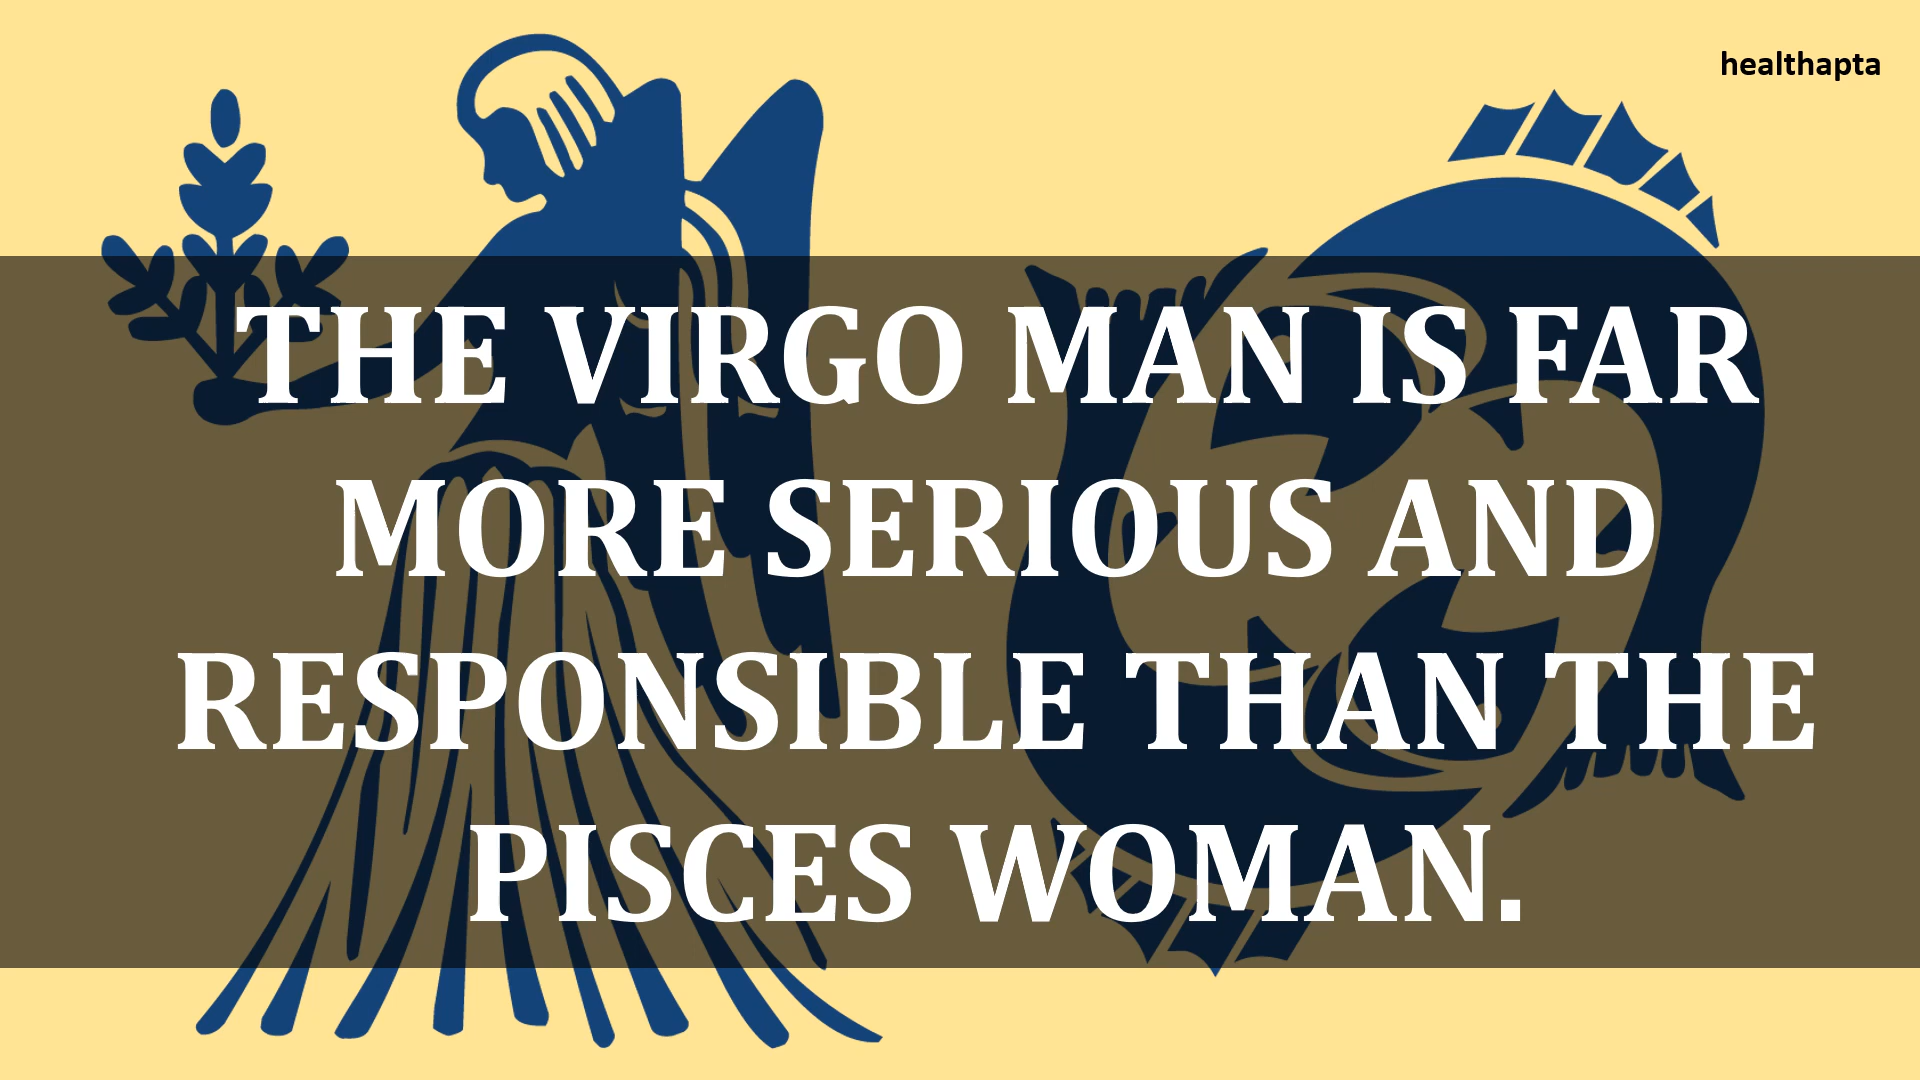 healthapta
THE VIRGO MAN IS FAR
MORE SERIOUS AND
RESPONSIBLE THAN THE
PISCES WOMAN.